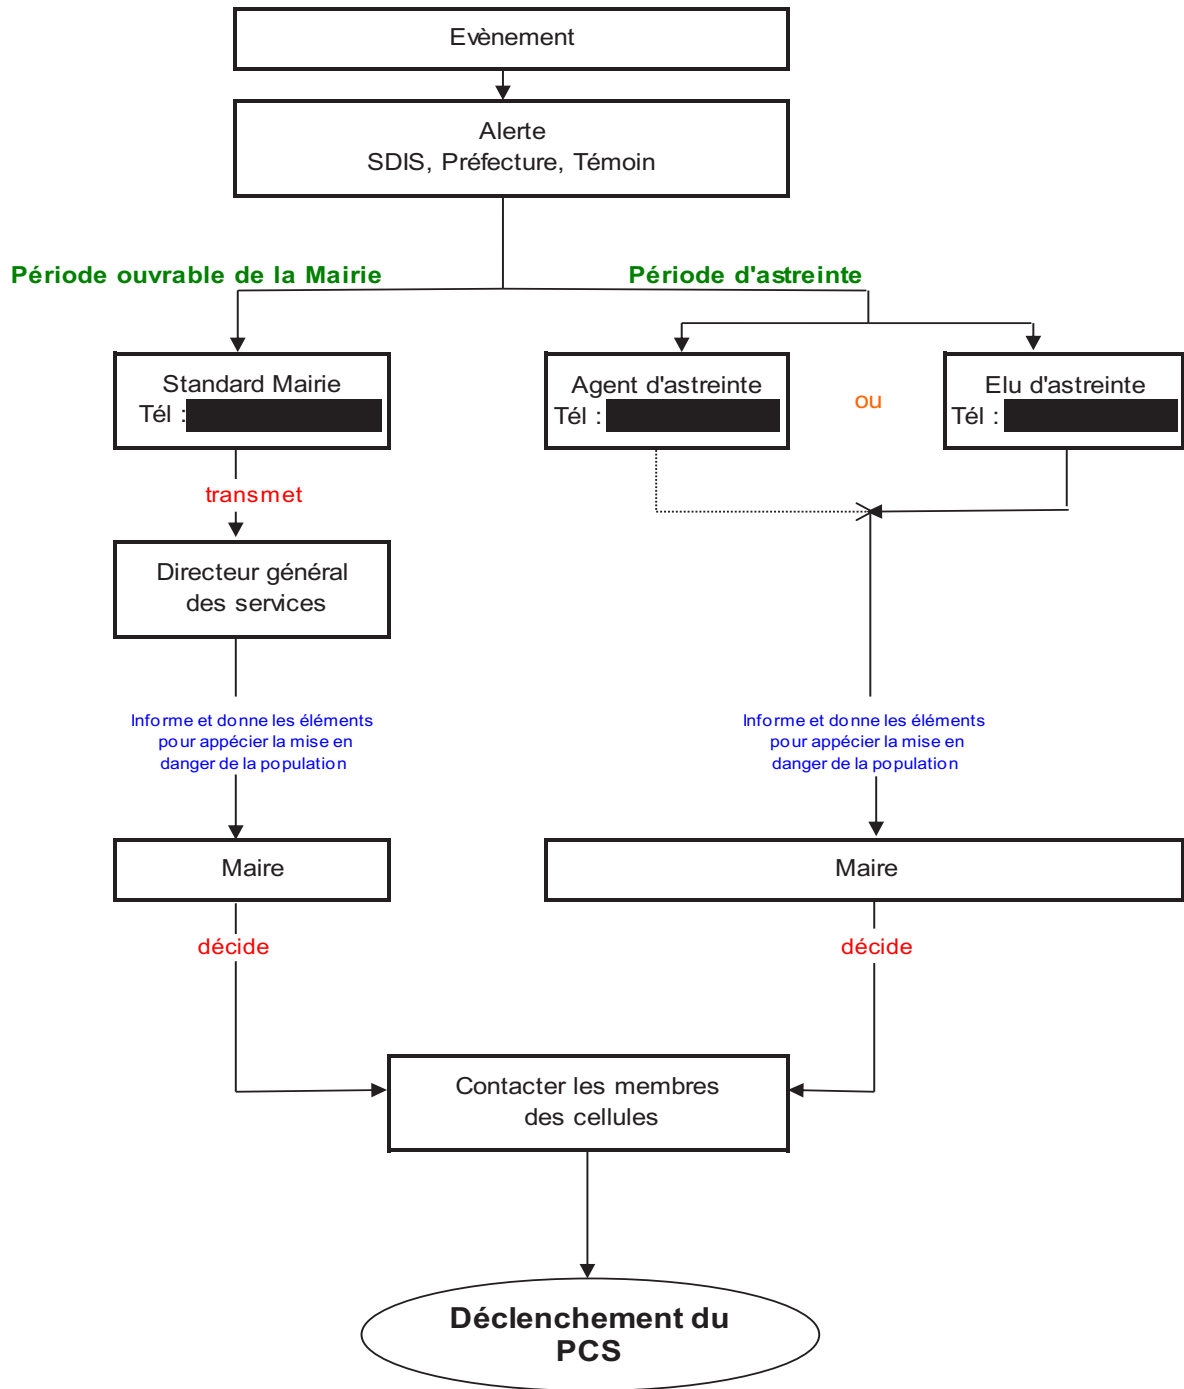 Evènement
Alerte
SDIS, Préfecture, Témoin
Période ouvrable de la Mairie
Période d'astreinte
Standard Mairie
Tél :
Agent d'astreinte
Tél :
ou
Elu d'astreinte
Tél :
transmet
Directeur général
des services
Informe et donne les éléments
pour appécier la mise en
danger de la population
Informe et donne les éléments
pour appécier la mise en
danger de la population
Maire
Maire
décide
décide
Contacter les membres
des cellules
Déclenchement du
PCS